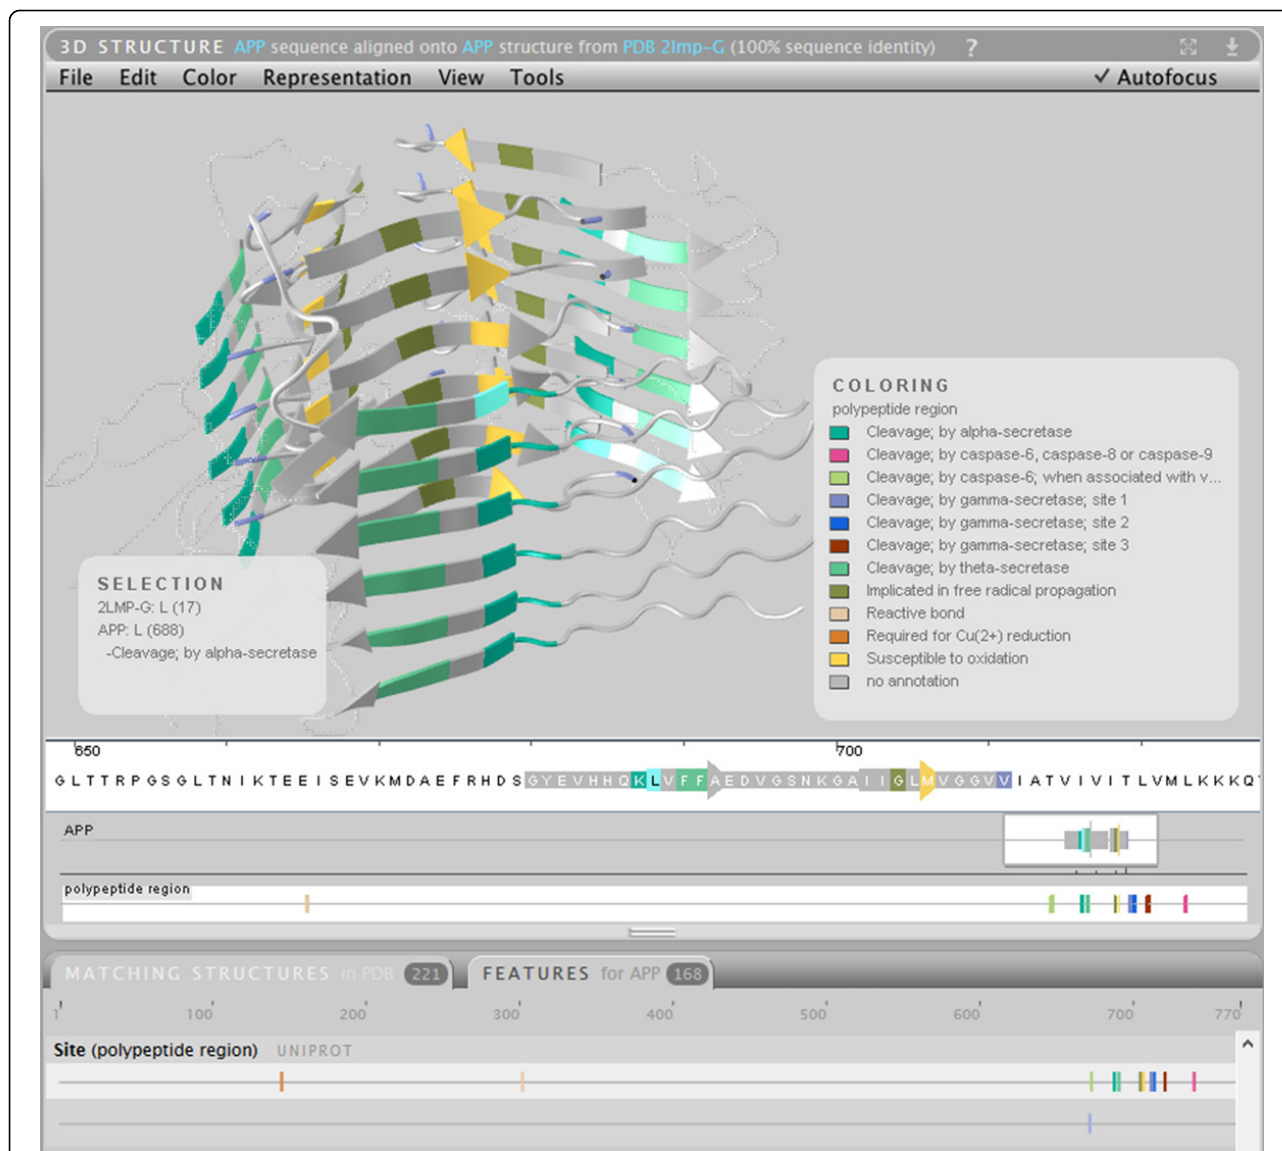 3D STRUCTURE APP sequence aligned onto APP structure from PDB 2lmp-G (100% sequence identity) ?
File Edit Color Representation View Tools ✓ Autofocus
COLORING
polypeptide region
Cleavage; by alpha-secretase
Cleavage; by caspase-6, caspase-8 or caspase-9
Cleavage; by caspase-6; when associated with v...
Cleavage; by gamma-secretase; site 1
Cleavage; by gamma-secretase; site 2
Cleavage; by gamma-secretase; site 3
Cleavage; by theta-secretase
Implicated in free radical propagation
Reactive bond
Required for Cu(2+) reduction
Susceptible to oxidation
no annotation
SELECTION
2LMP-G: L (17)
APP: L (688)
-Cleavage; by alpha-secretase
650 700
GLTTRPGSGLTNIKTEEISEVKMDAEFRHDSGYEVHHQKLVFFAEDVGSNKGAIIGLMVGGVVIATVIVITLVMLKKKQ
APP
polypeptide region
MATCHING STRUCTURES in PDB 221 FEATURES for APP 168
1 100 200 300 400 500 600 700 770
Site (polypeptide region) UNIPROT